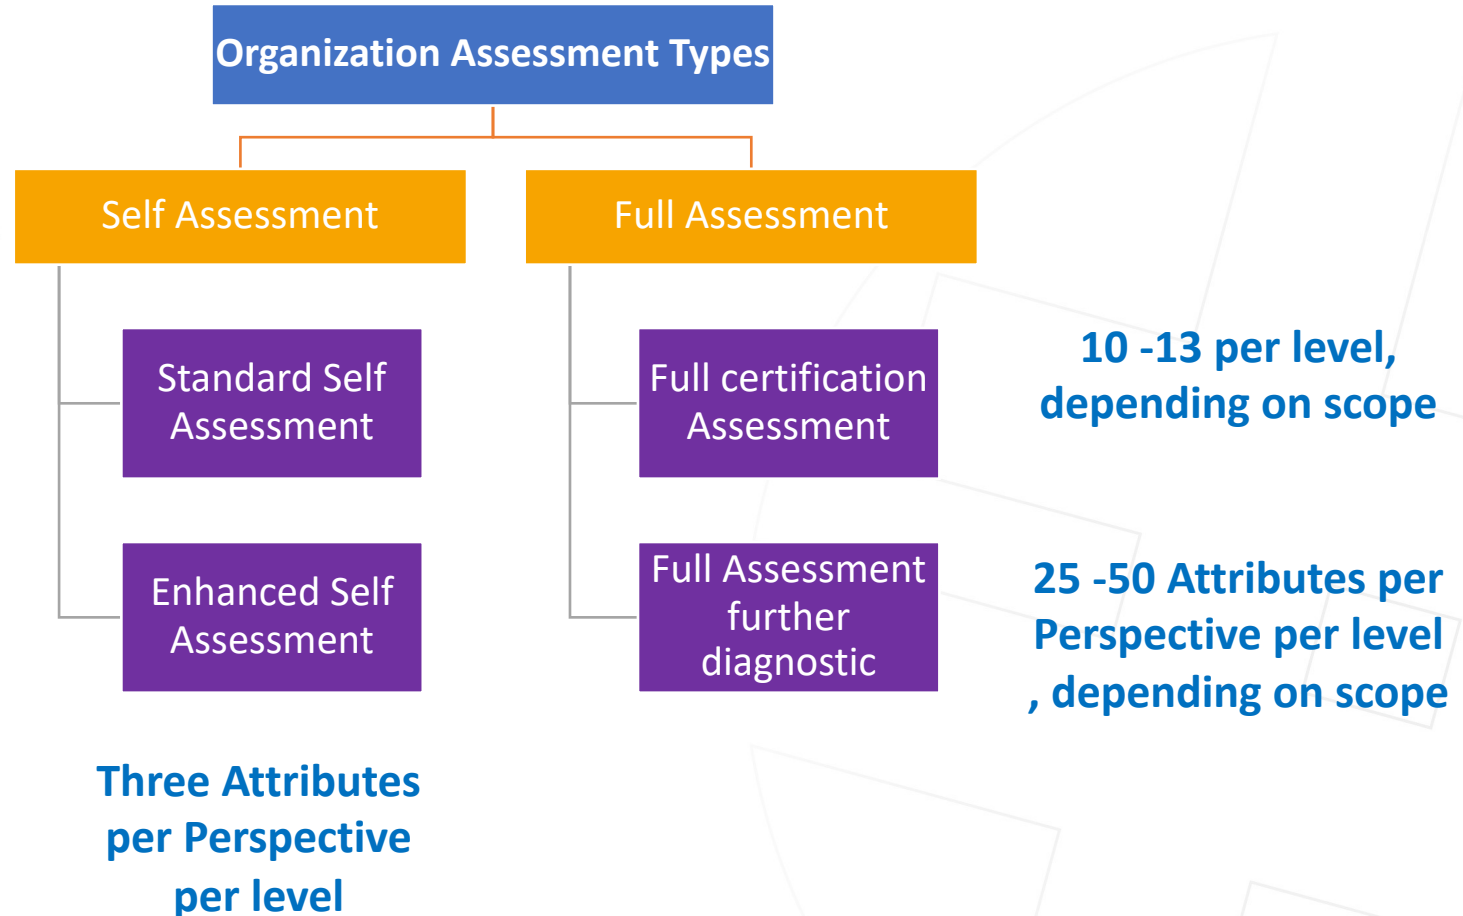 Organization Assessment Types
Self Assessment
Full Assessment
Standard Self
Assessment
Full certification
Assessment
10 -13 per level,
depending on scope
Enhanced Self
Assessment
Full Assessment
further
diagnostic
25 -50 Attributes per
Perspective per level
, depending on scope
Three Attributes
per Perspective
per level